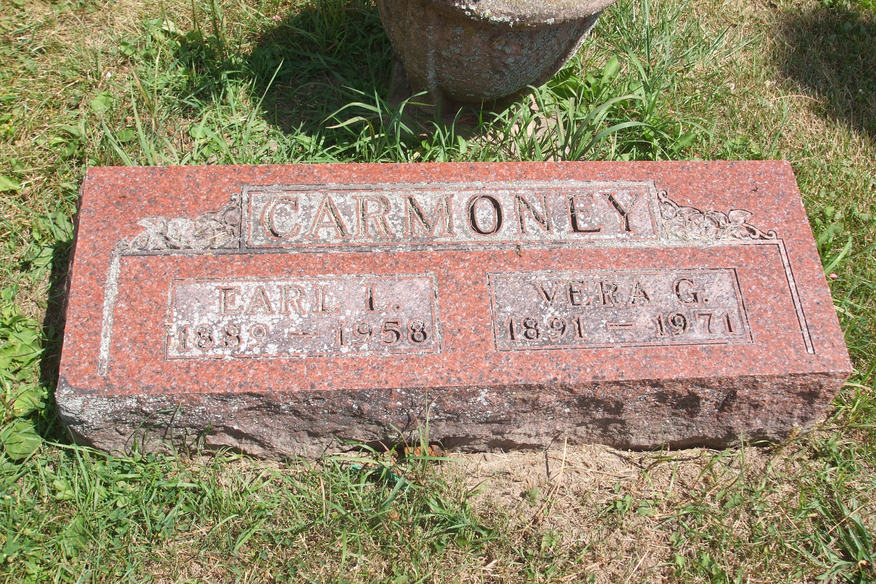 CARMONEY
EARL L.
1889 – 1958
VERA G.
1891 – 1971